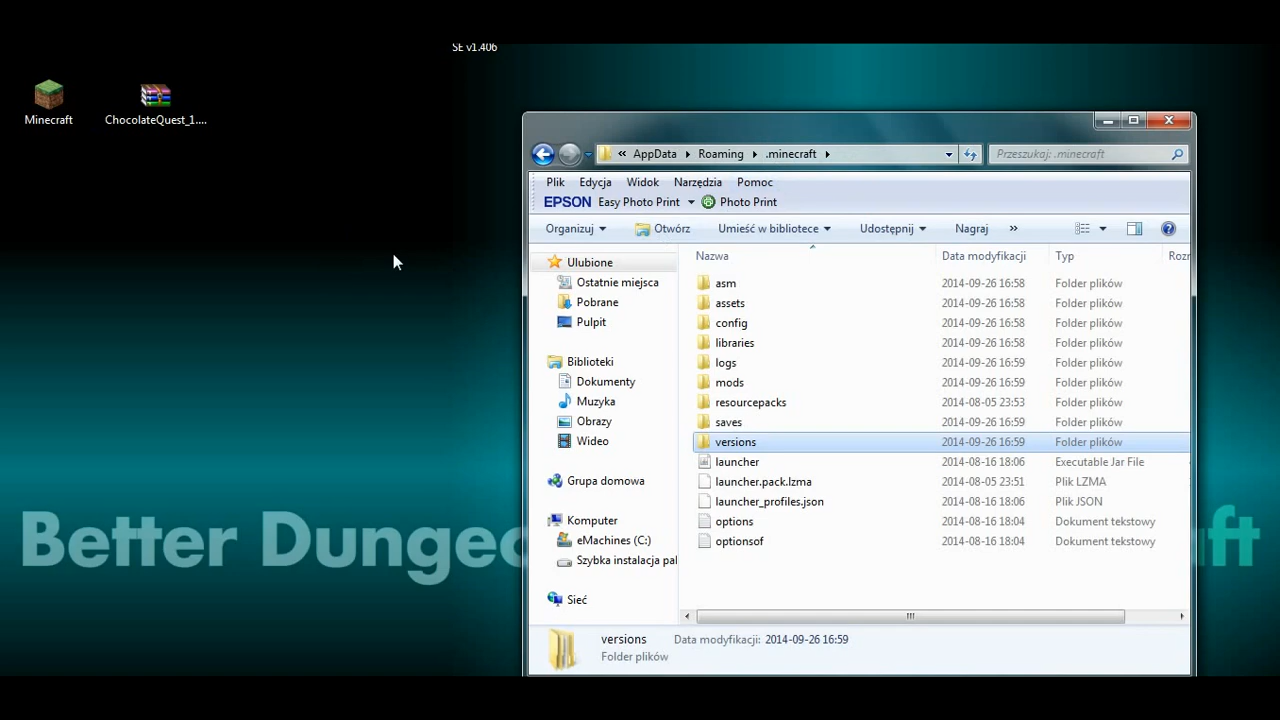 SE v1.406
Minecraft
ChocolateQuest_1....
« AppData Roaming .minecraft
Przeszukaj: .minecraft
Plik Edycja Widok Narzędzia Pomoc
EPSON Easy Photo Print Photo Print
Organizuj Otwórz Umieść w bibliotece Udostępnij Nagraj »
Nazwa Data modyfikacji Typ Rozr
Ulubione
Ostatnie miejsca
Pobrane
Pulpit
Biblioteki
Dokumenty
Muzyka
Obrazy
Wideo
Grupa domowa
Komputer
eMachines (C:)
Szybka instalacja pal
Sieć
asm 2014-09-26 16:58 Folder plików
assets 2014-09-26 16:58 Folder plików
config 2014-09-26 16:58 Folder plików
libraries 2014-09-26 16:58 Folder plików
logs 2014-09-26 16:59 Folder plików
mods 2014-09-26 16:59 Folder plików
resourcepacks 2014-08-05 23:53 Folder plików
saves 2014-09-26 16:59 Folder plików
versions 2014-09-26 16:59 Folder plików
launcher 2014-08-16 18:06 Executable Jar File
launcher.pack.lzma 2014-08-05 23:51 Plik LZMA
launcher_profiles.json 2014-08-16 18:06 Plik JSON
options 2014-08-16 18:04 Dokument tekstowy
optionsof 2014-08-16 18:04 Dokument tekstowy
versions Data modyfikacji: 2014-09-26 16:59
Folder plików
Better Dungeo ft